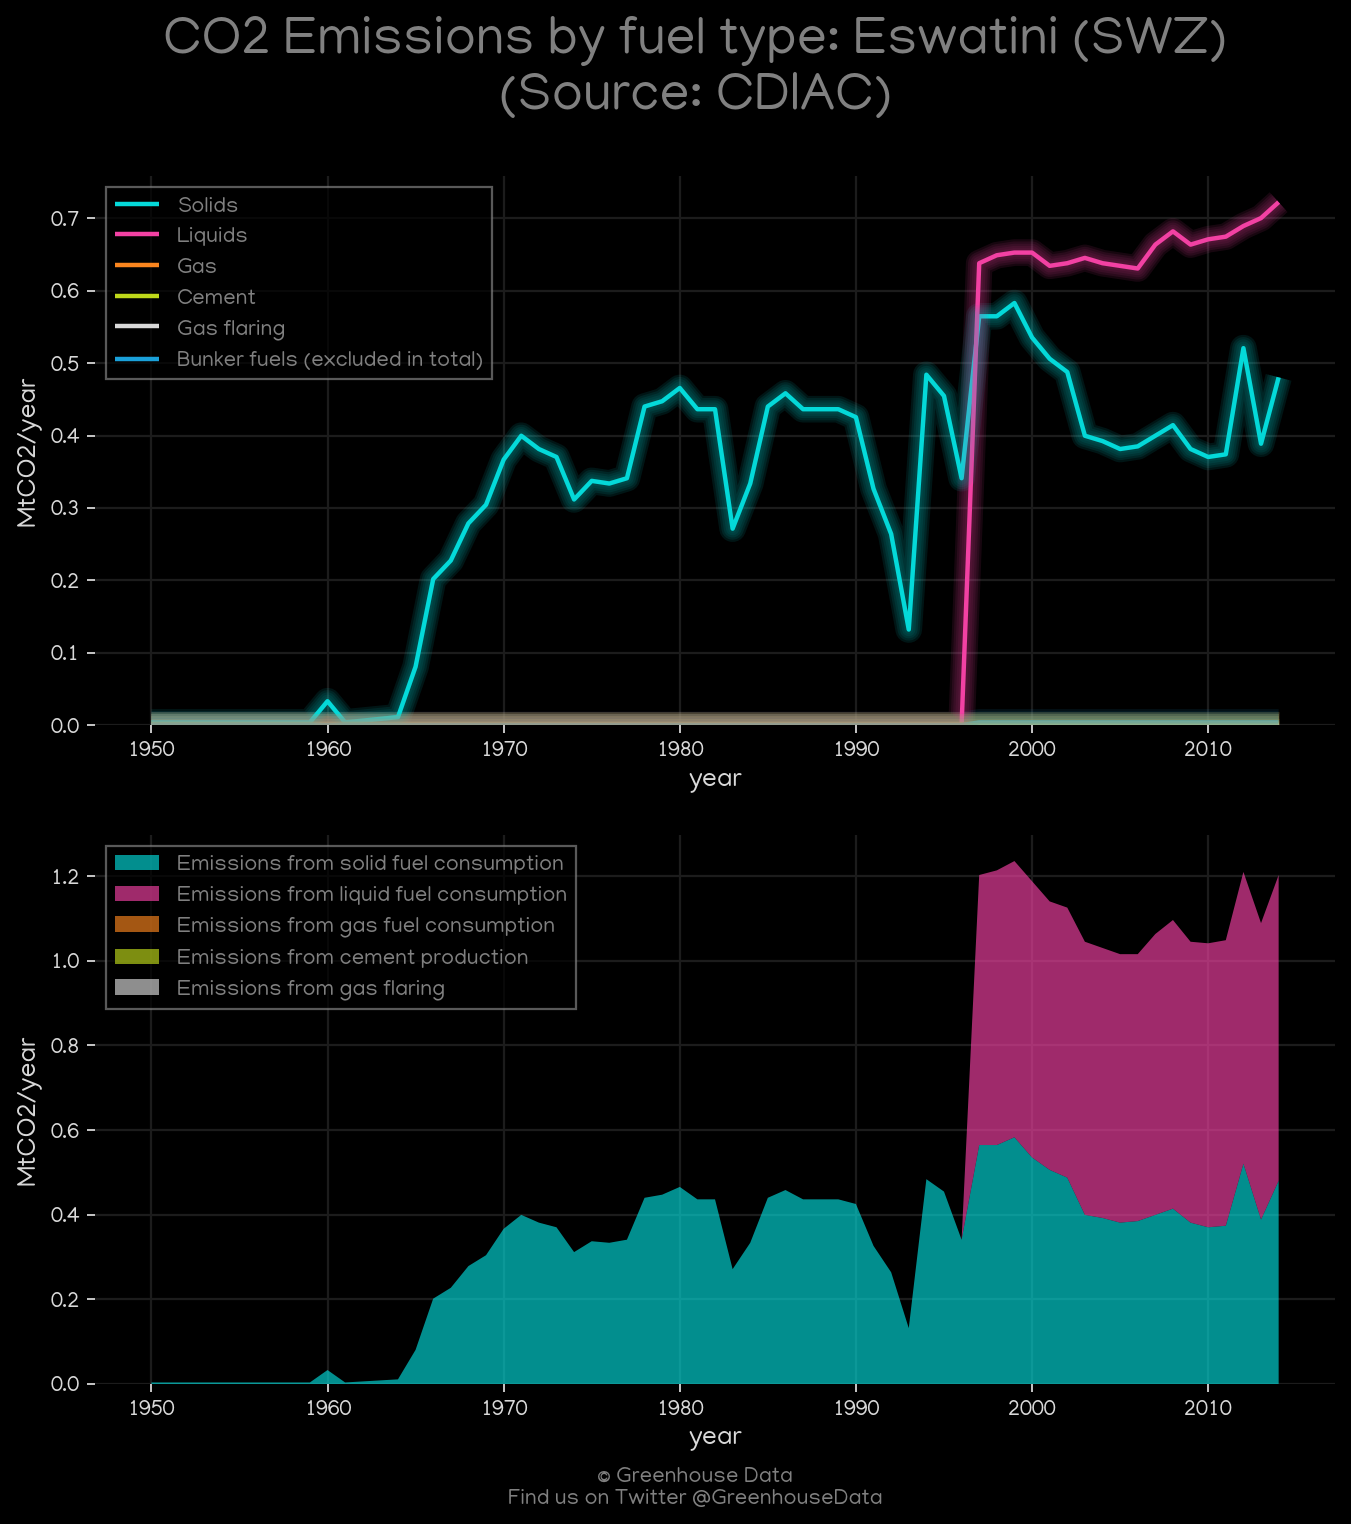 CO2 Emissions by fuel type: Eswatini (SWZ)
(Source: CDIAC)
Solids
Liquids
Gas
Cement
Gas flaring
Bunker fuels (excluded in total)
MtCO2/year
0.7
0.6
0.5
0.4
0.3
0.2
0.1
0.0
1950 1960 1970 1980 1990 2000 2010
year
Emissions from solid fuel consumption
Emissions from liquid fuel consumption
Emissions from gas fuel consumption
Emissions from cement production
Emissions from gas flaring
MtCO2/year
1.2
1.0
0.8
0.6
0.4
0.2
0.0
1950 1960 1970 1980 1990 2000 2010
year
© Greenhouse Data
Find us on Twitter @GreenhouseData